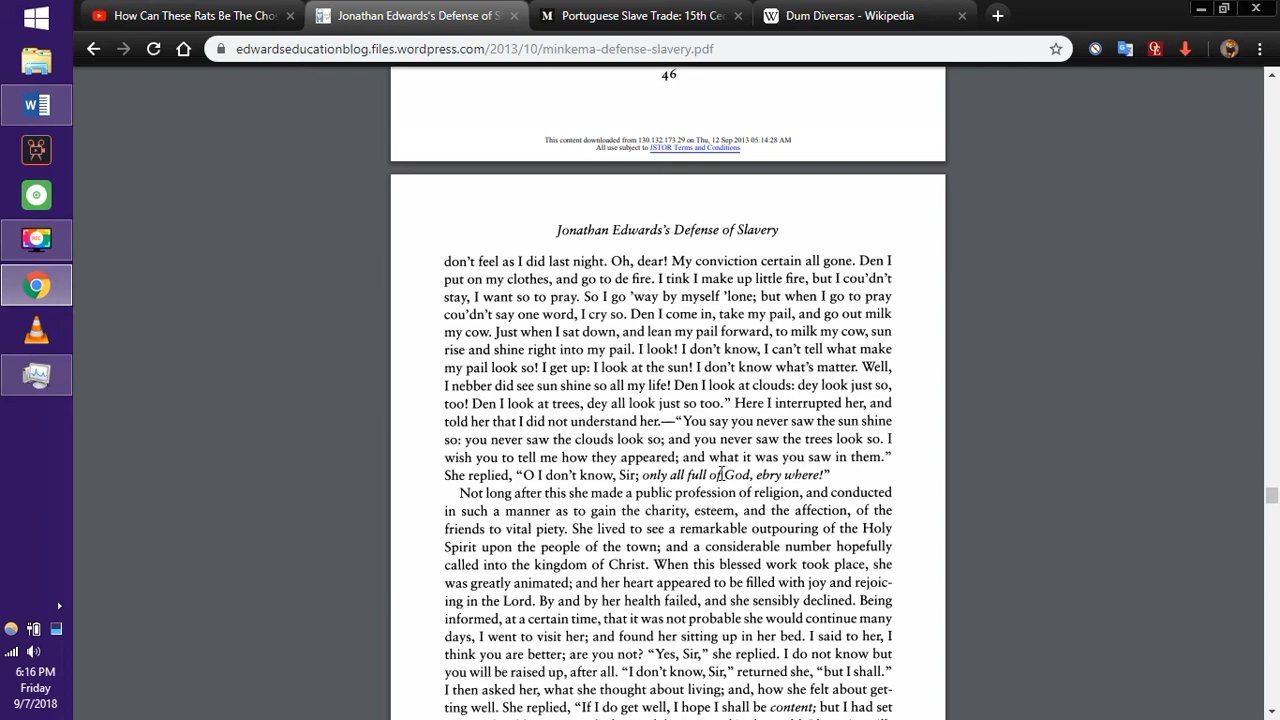 How Can These Rats Be The Cho
Jonathan Edwards's Defense of S
Portuguese Slave Trade: 15th Ce
Dum Diversas - Wikipedia
edwardseducationblog.files.wordpress.com/2013/10/minkema-defense-slavery.pdf
46
This content downloaded from 130.132.173.29 on Thu, 12 Sep 2013 05:14:28 AM
All use subject to JSTOR Terms and Conditions
Jonathan Edwards's Defense of Slavery
don't feel as I did last night. Oh, dear! My conviction certain all gone. Den I
put on my clothes, and go to de fire. I tink I make up little fire, but I cou'dn't
stay, I want so to pray. So I go 'way by myself 'lone; but when I go to pray
cou'dn't say one word, I cry so. Den I come in, take my pail, and go out milk
my cow. Just when I sat down, and lean my pail forward, to milk my cow, sun
rise and shine right into my pail. I look! I don't know, I can't tell what make
my pail look so! I get up: I look at the sun! I don't know what's matter. Well,
I nebber did see sun shine so all my life! Den I look at clouds: dey look just so,
too! Den I look at trees, dey all look just so too." Here I interrupted her, and
told her that I did not understand her.—"You say you never saw the sun shine
so: you never saw the clouds look so; and you never saw the trees look so. I
wish you to tell me how they appeared; and what it was you saw in them."
She replied, "O I don't know, Sir; only all full of God, ebry where!"
Not long after this she made a public profession of religion, and conducted
in such a manner as to gain the charity, esteem, and the affection, of the
friends to vital piety. She lived to see a remarkable outpouring of the Holy
Spirit upon the people of the town; and a considerable number hopefully
called into the kingdom of Christ. When this blessed work took place, she
was greatly animated; and her heart appeared to be filled with joy and rejoic-
ing in the Lord. By and by her health failed, and she sensibly declined. Being
informed, at a certain time, that it was not probable she would continue many
days, I went to visit her; and found her sitting up in her bed. I said to her, I
think you are better; are you not? "Yes, Sir," she replied. I do not know but
you will be raised up, after all. "I don't know, Sir," returned she, "but I shall."
I then asked her, what she thought about living; and, how she felt about get-
ting well. She replied, "If I do get well, I hope I shall be content; but I had set
6:16 PM
Friday
9/7/2018